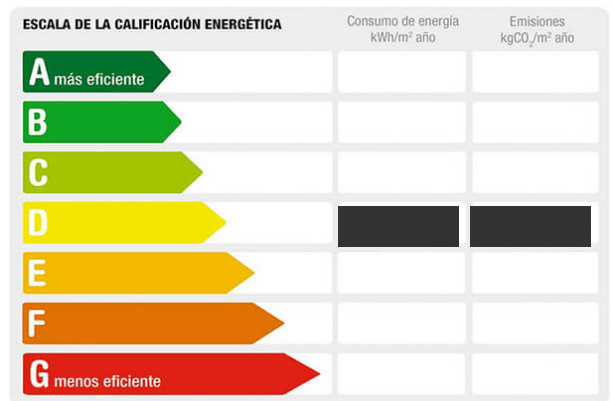 ESCALA DE LA CALIFICACIÓN ENERGÉTICA
Consumo de energía
kWh/m² año
Emisiones
kgCO₂/m² año
A más eficiente
B
C
D
E
F
G menos eficiente